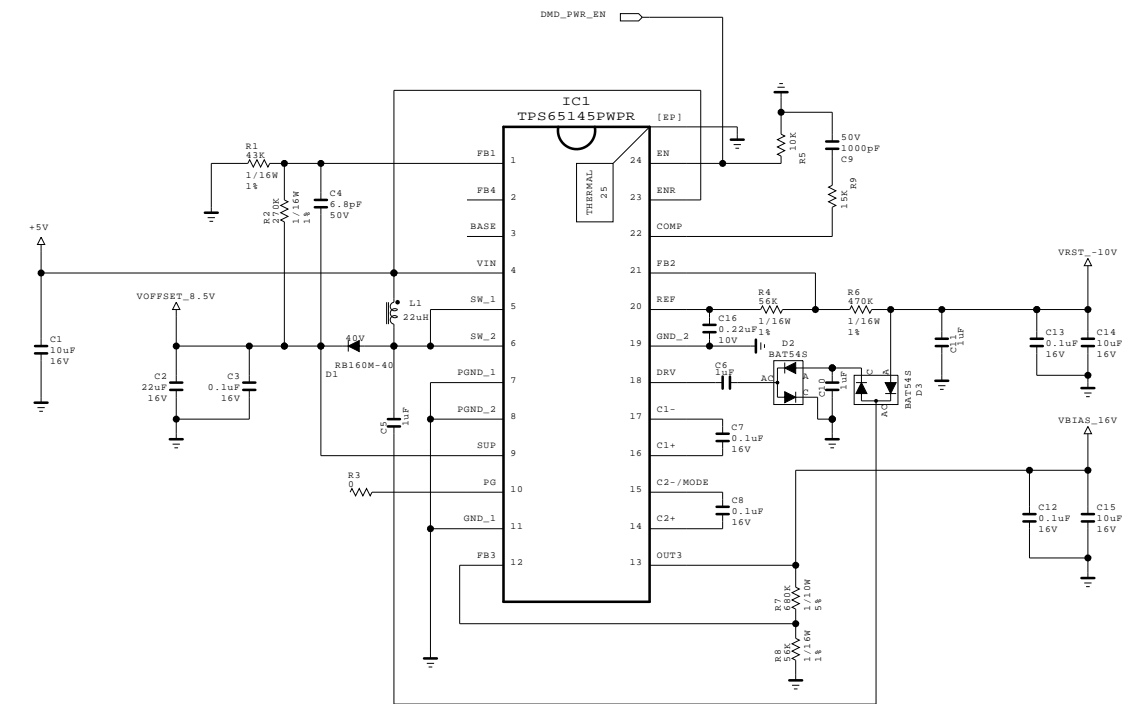 DMD_PWR_EN
IC1
TPS65145PWPR
[EP]
THERMAL
25
FB1
1
FB4
2
BASE
3
VIN
4
SW_1
5
SW_2
6
PGND_1
7
PGND_2
8
SUP
9
PG
10
GND_1
11
FB3
12
24
EN
23
ENR
22
COMP
21
FB2
20
REF
19
GND_2
18
DRV
17
C1-
16
C1+
15
C2-/MODE
14
C2+
13
OUT3
R1
43K
1/16W
1%
R2
270K
1/16W
1%
C4
6.8pF
50V
+5V
C1
10uF
16V
VOFFSET_8.5V
C2
22uF
16V
C3
0.1uF
16V
L1
22uH
40V
RB160M-40
D1
C5
1uF
R3
0
10K
R5
50V
1000pF
C9
15K
R9
R4
56K
1/16W
1%
R6
470K
1/16W
1%
C16
0.22uF
10V
D2
BAT54S
AC
A
C
C6
1uF
C10
1uF
C
A
AC
BAT54S
D3
C11
1uF
VRST_-10V
C13
0.1uF
16V
C14
10uF
16V
C7
0.1uF
16V
C8
0.1uF
16V
VBIAS_16V
C12
0.1uF
16V
C15
10uF
16V
R7
680K
1/10W
5%
R8
56K
1/16W
1%